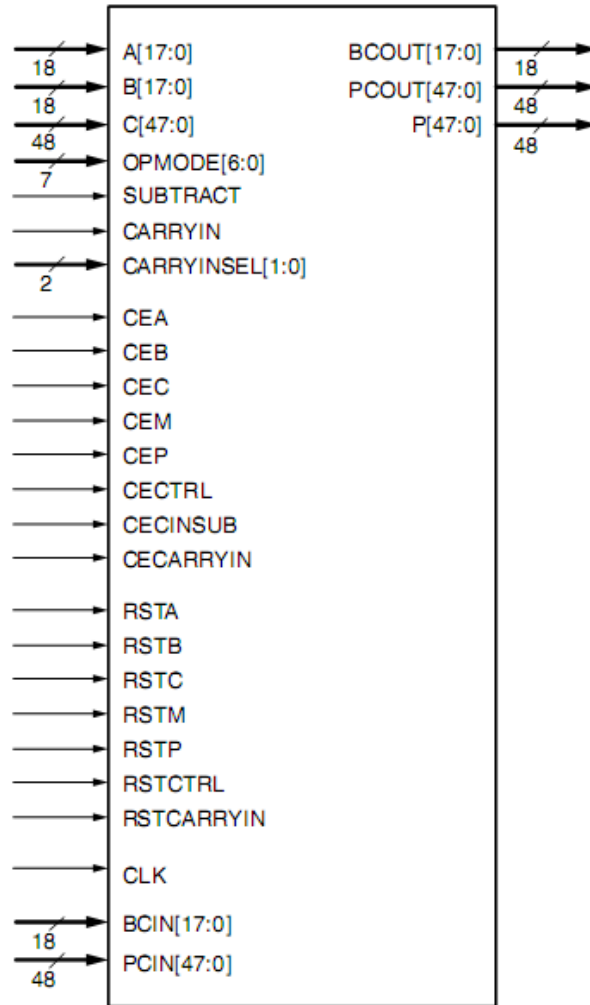 A[17:0] BCOUT[17:0]
18 18
B[17:0] PCOUT[47:0]
18 48
C[47:0] P[47:0]
48 48
OPMODE[6:0]
7
SUBTRACT
CARRYIN
CARRYINSEL[1:0]
2
CEA
CEB
CEC
CEM
CEP
CECTRL
CECINSUB
CECARRYIN
RSTA
RSTB
RSTC
RSTM
RSTP
RSTCTRL
RSTCARRYIN
CLK
BCIN[17:0]
18
PCIN[47:0]
48